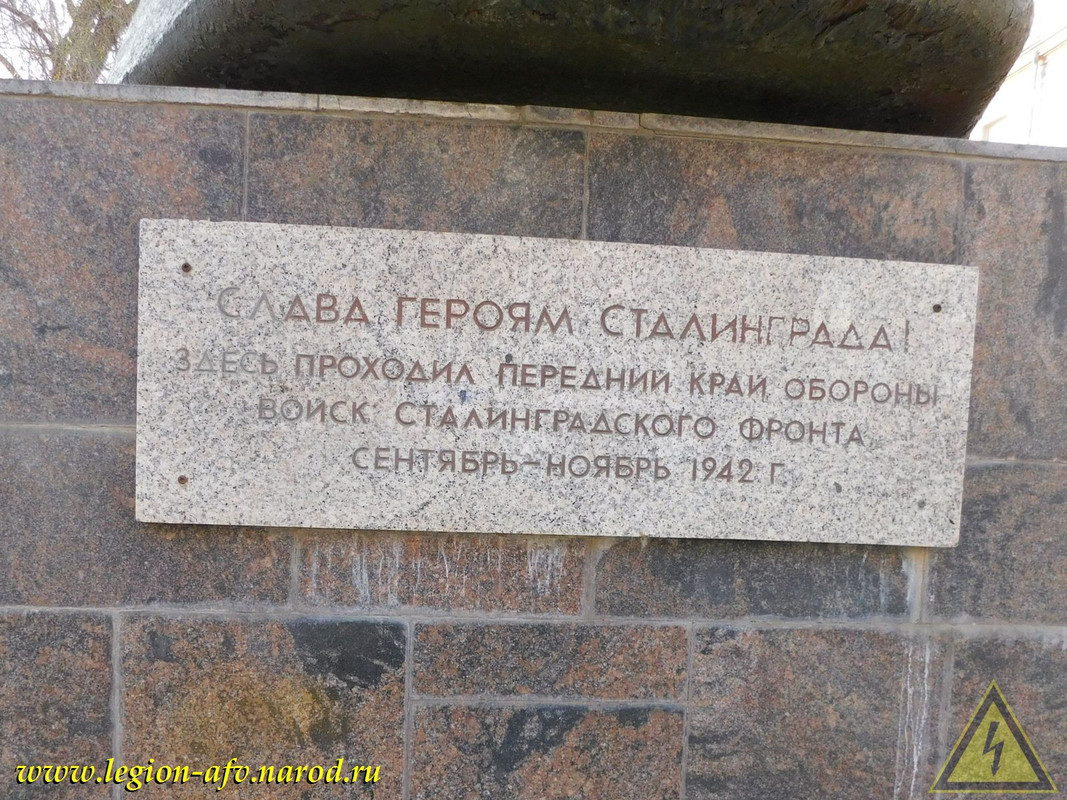 СЛАВА ГЕРОЯМ СТАЛИНГРАДА!
ЗДЕСЬ ПРОХОДИЛ ПЕРЕДНИЙ КРАЙ ОБОРОНЫ
ВОЙСК СТАЛИНГРАДСКОГО ФРОНТА
СЕНТЯБРЬ-НОЯБРЬ 1942 Г.
www.legion-afv.narod.ru